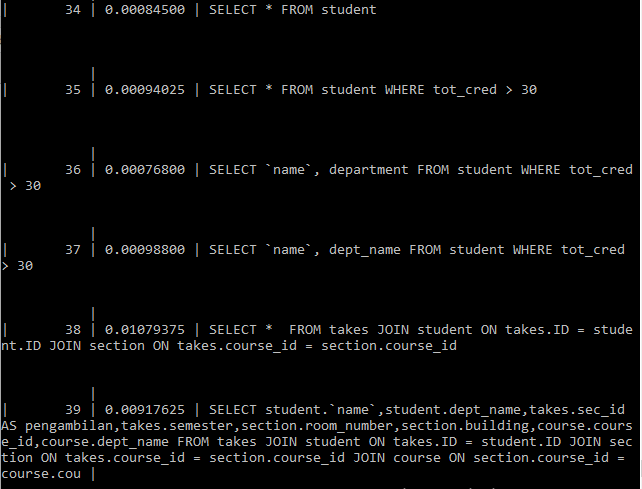 |       34 | 0.00084500 | SELECT * FROM student
|
|       35 | 0.00094025 | SELECT * FROM student WHERE tot_cred > 30
|
|       36 | 0.00076800 | SELECT `name`, department FROM student WHERE tot_cred
> 30
|
|       37 | 0.00098800 | SELECT `name`, dept_name FROM student WHERE tot_cred
> 30
|
|       38 | 0.01079375 | SELECT *  FROM takes JOIN student ON takes.ID = stude
nt.ID JOIN section ON takes.course_id = section.course_id
|
|       39 | 0.00917625 | SELECT student.`name`,student.dept_name,takes.sec_id
AS pengambilan,takes.semester,section.room_number,section.building,course.cours
e_id,course.dept_name FROM takes JOIN student ON takes.ID = student.ID JOIN sec
tion ON takes.course_id = section.course_id JOIN course ON section.course_id =
course.cou |